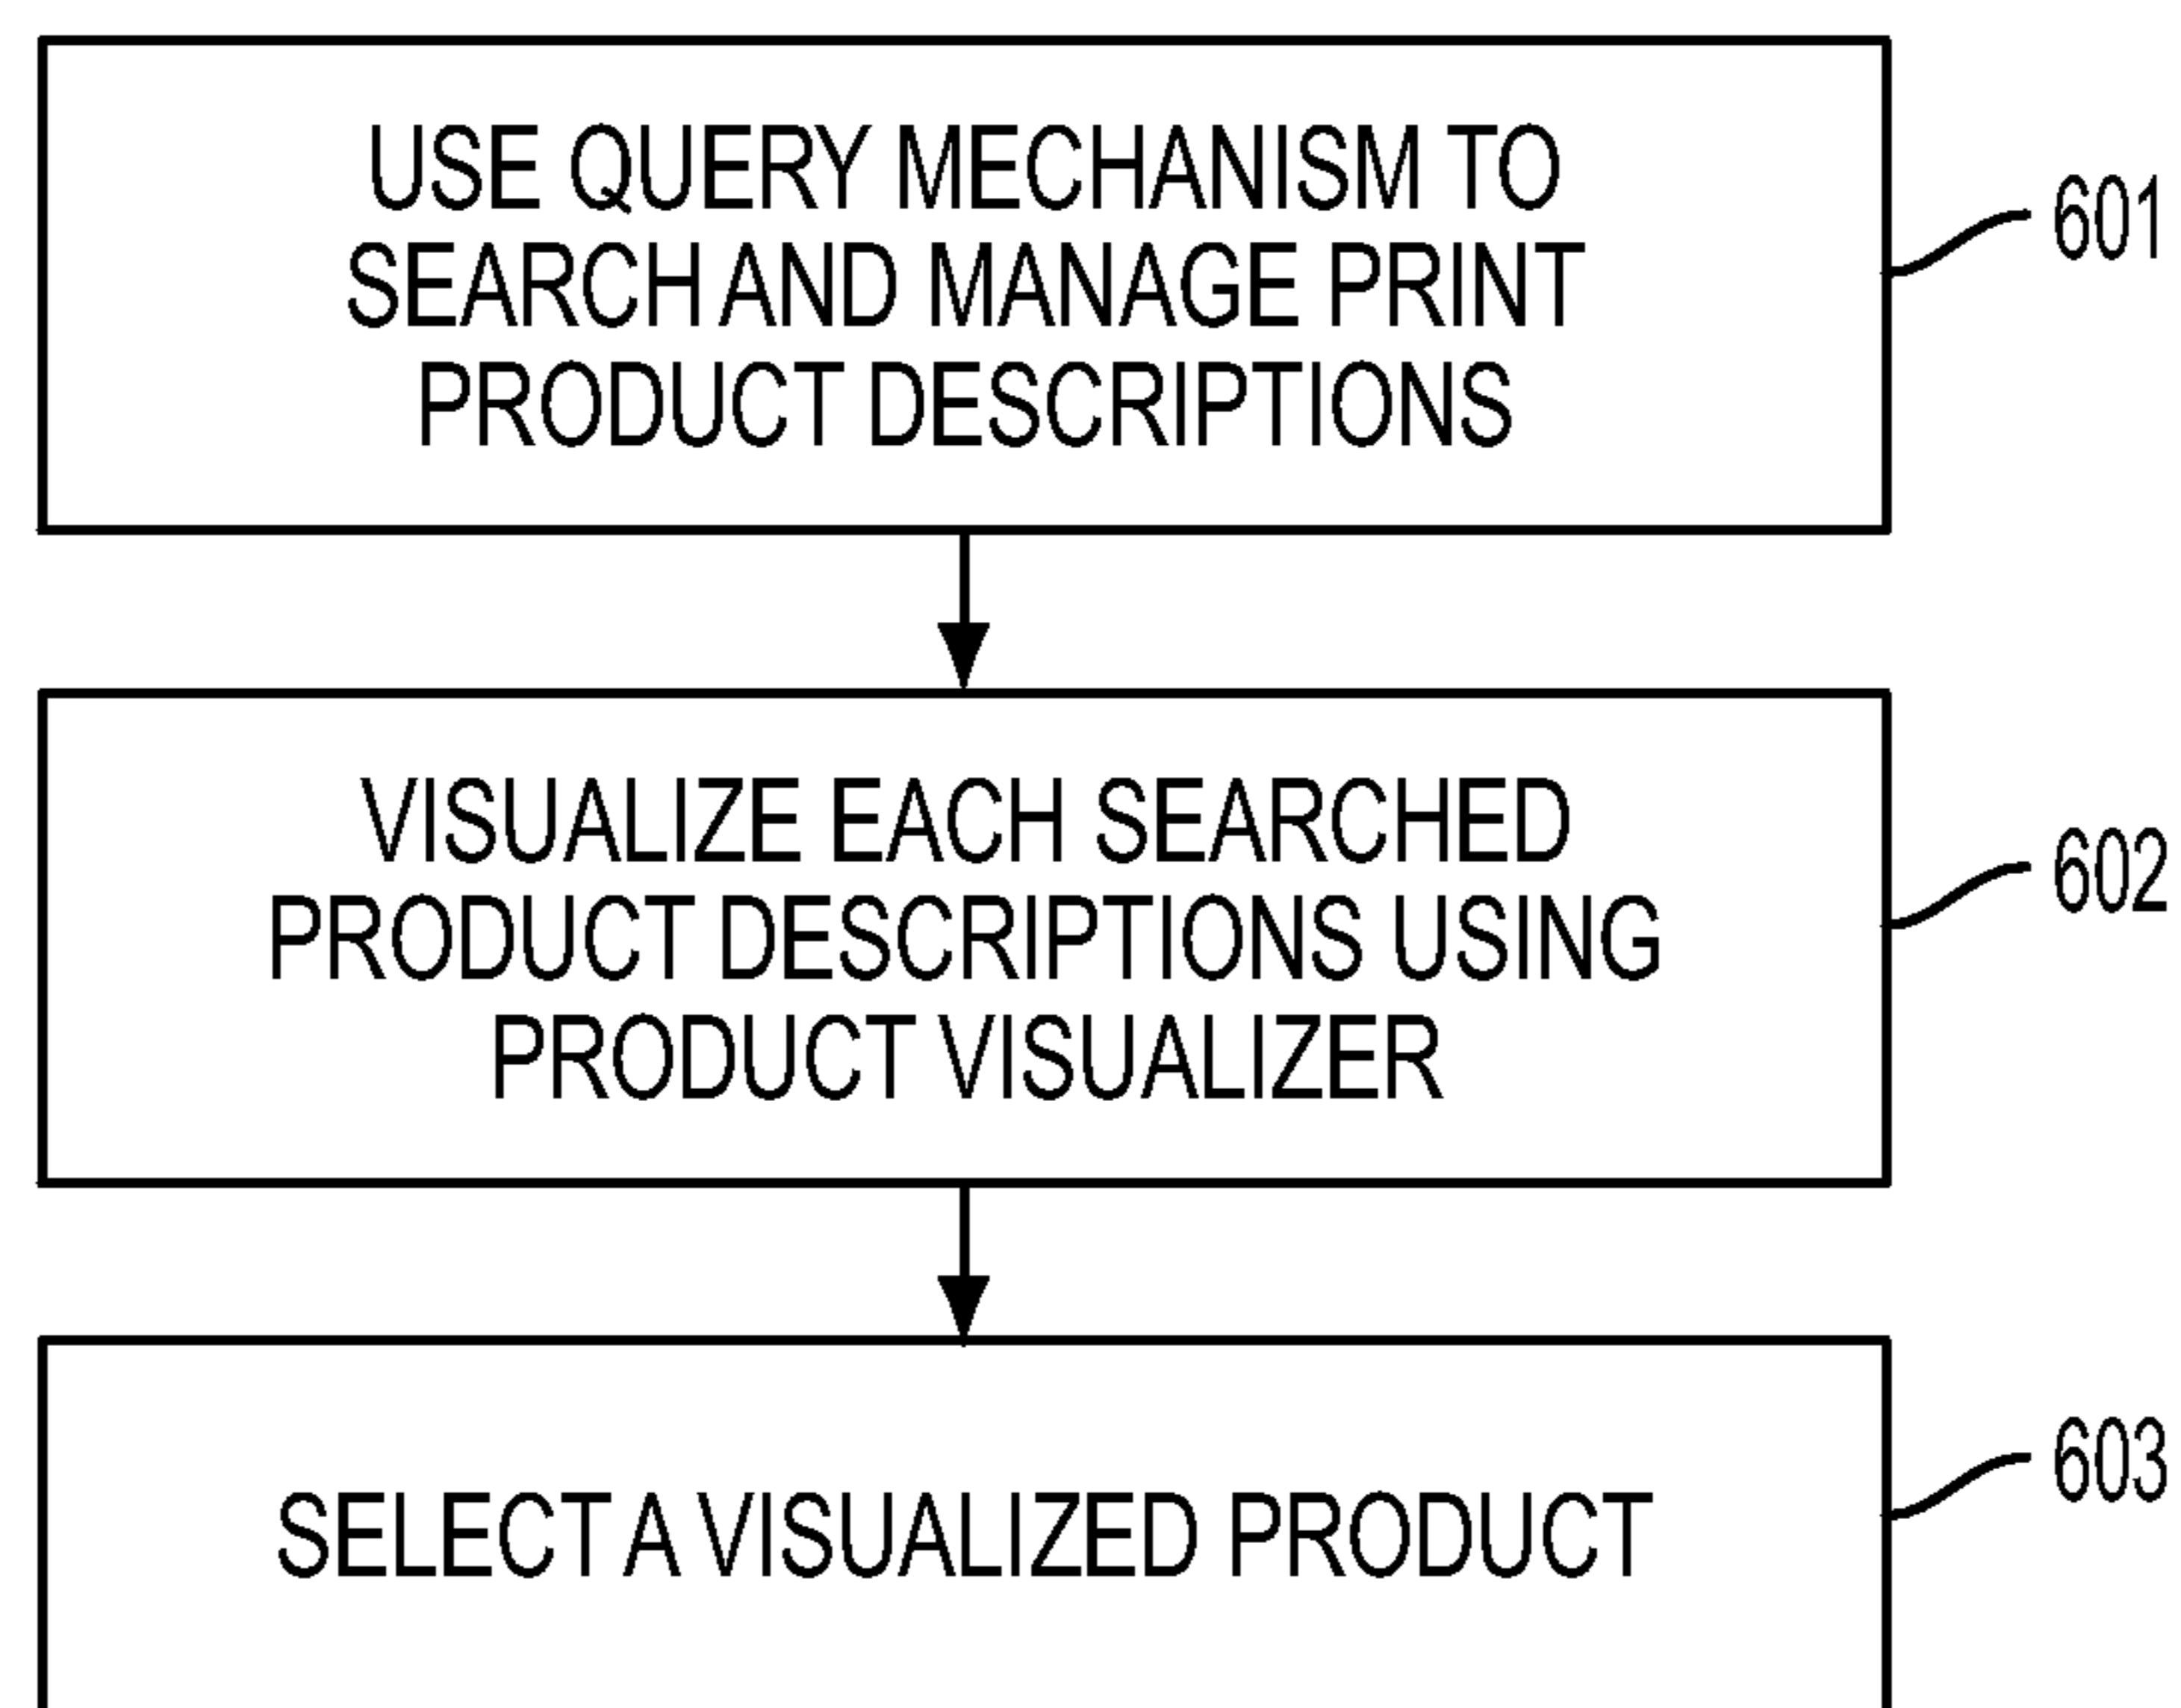 USE QUERY MECHANISM TO
SEARCH AND MANAGE PRINT
PRODUCT DESCRIPTIONS
601
VISUALIZE EACH SEARCHED
PRODUCT DESCRIPTIONS USING
PRODUCT VISUALIZER
602
SELECT A VISUALIZED PRODUCT
603